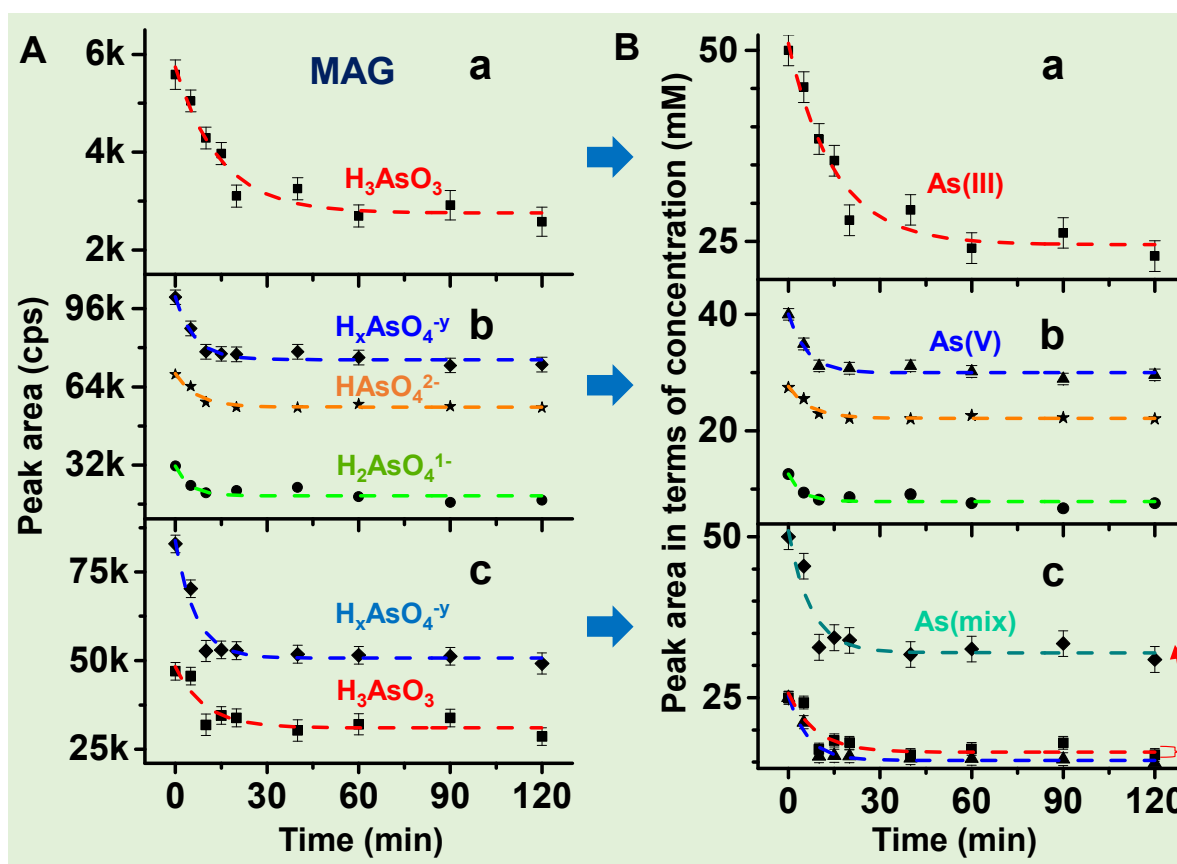 A
MAG
a
6k
4k
2k
H₃AsO₃
b
96k
64k
32k
HₓAsO₄⁻ʸ
HAsO₄²⁻
H₂AsO₄¹⁻
c
75k
50k
25k
HₓAsO₄⁻ʸ
H₃AsO₃
Peak area (cps)
0 30 60 90 120
Time (min)
B
a
50
25
As(III)
b
40
20
As(V)
c
50
25
As(mix)
Peak area in terms of concentration (mM)
0 30 60 90 120
Time (min)